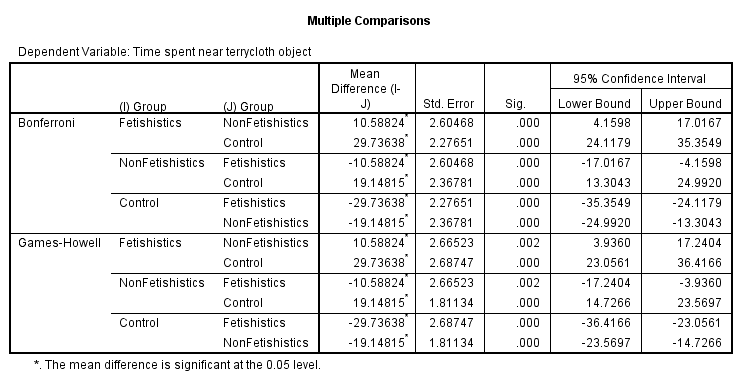 Multiple Comparisons
Dependent Variable: Time spent near terrycloth object
(I) Group (J) Group Mean Difference (I-J) Std. Error Sig. 95% Confidence Interval
Lower Bound Upper Bound
Bonferroni Fetishistics NonFetishistics 10.58824* 2.60468 .000 4.1598 17.0167
Control 29.73638* 2.27651 .000 24.1179 35.3549
NonFetishistics Fetishistics -10.58824* 2.60468 .000 -17.0167 -4.1598
Control 19.14815* 2.36781 .000 13.3043 24.9920
Control Fetishistics -29.73638* 2.27651 .000 -35.3549 -24.1179
NonFetishistics -19.14815* 2.36781 .000 -24.9920 -13.3043
Games-Howell Fetishistics NonFetishistics 10.58824* 2.66523 .002 3.9360 17.2404
Control 29.73638* 2.68747 .000 23.0561 36.4166
NonFetishistics Fetishistics -10.58824* 2.66523 .002 -17.2404 -3.9360
Control 19.14815* 1.81134 .000 14.7266 23.5697
Control Fetishistics -29.73638* 2.68747 .000 -36.4166 -23.0561
NonFetishistics -19.14815* 1.81134 .000 -23.5697 -14.7266
*. The mean difference is significant at the 0.05 level.